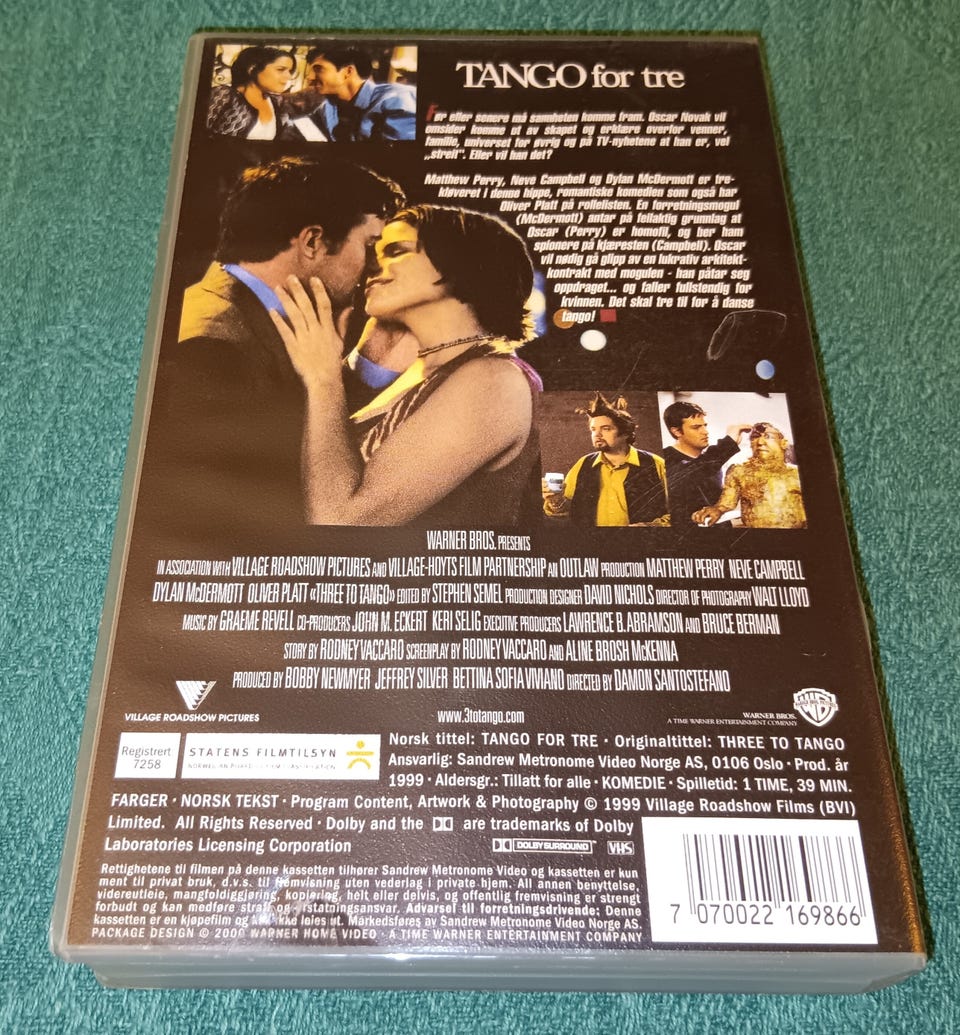 TANGO for tre
Før eller senere må sannheten komme fram. Oscar Novak vil
omsider komme ut av skapet og erklære overfor venner,
familie, universet for øvrig og på TV-nyhetene at han er, vel
„streit". Eller vil han det?
Matthew Perry, Neve Campbell og Dylan McDermott er tre-
kløveret i denne hippe, romantiske komedien som også har
Oliver Platt på rollelisten. En forretningsmogul
(McDermott) antar på feilaktig grunnlag at
Oscar (Perry) er homofil, og ber ham
spionere på kjæresten (Campbell). Oscar
vil nødig gå glipp av en lukrativ arkitekt-
kontrakt med mogulen - han påtar seg
oppdraget... og faller fullstendig for
kvinnen. Det skal tre til for å danse
tango!
WARNER BROS. PRESENTS
IN ASSOCIATION WITH VILLAGE ROADSHOW PICTURES AND VILLAGE-HOYTS FILM PARTNERSHIP AN OUTLAW PRODUCTION MATTHEW PERRY NEVE CAMPBELL
DYLAN McDERMOTT OLIVER PLATT «THREE TO TANGO» EDITED BY STEPHEN SEMEL PRODUCTION DESIGNER DAVID NICHOLS DIRECTOR OF PHOTOGRAPHY WALT LLOYD
MUSIC BY GRAEME REVELL CO-PRODUCERS JOHN M. ECKERT KERI SELIG EXECUTIVE PRODUCERS LAWRENCE B. ABRAMSON AND BRUCE BERMAN
STORY BY RODNEY VACCARO SCREENPLAY BY RODNEY VACCARO AND ALINE BROSH McKENNA
PRODUCED BY BOBBY NEWMYER JEFFREY SILVER BETTINA SOFIA VIVIANO DIRECTED BY DAMON SANTOSTEFANO
VILLAGE ROADSHOW PICTURES
www.3totango.com
WARNER BROS.
A TIME WARNER ENTERTAINMENT COMPANY
Registrert
7258
STATENS FILMTILSYN
Norsk tittel: TANGO FOR TRE · Originaltittel: THREE TO TANGO
Ansvarlig: Sandrew Metronome Video Norge AS, 0106 Oslo · Prod. år
1999 · Aldersgr.: Tillatt for alle · KOMEDIE · Spilletid: 1 TIME, 39 MIN.
FARGER · NORSK TEKST · Program Content, Artwork & Photography © 1999 Village Roadshow Films (BVI)
Limited. All Rights Reserved · Dolby and the are trademarks of Dolby
Laboratories Licensing Corporation
DOLBY SURROUND VHS
Rettighetene til filmen på denne kassetten tilhører Sandrew Metronome Video og kassetten er kun
ment til privat bruk, d.v.s. til fremvisning uten vederlag i private hjem. All annen benyttelse,
videreutleie, mangfoldiggjøring, kopiering, helt eller delvis, og offentlig fremvisning er strengt
forbudt og kan medføre erstatningsansvar. Advarsel til forretningsdrivende: Denne
kassetten er en kjøpefilm og kan ikke leies ut. Markedsføres av Sandrew Metronome Video Norge AS.
PACKAGE DESIGN © 2000 WARNER HOME VIDEO · A TIME WARNER ENTERTAINMENT COMPANY
7 070022 169866